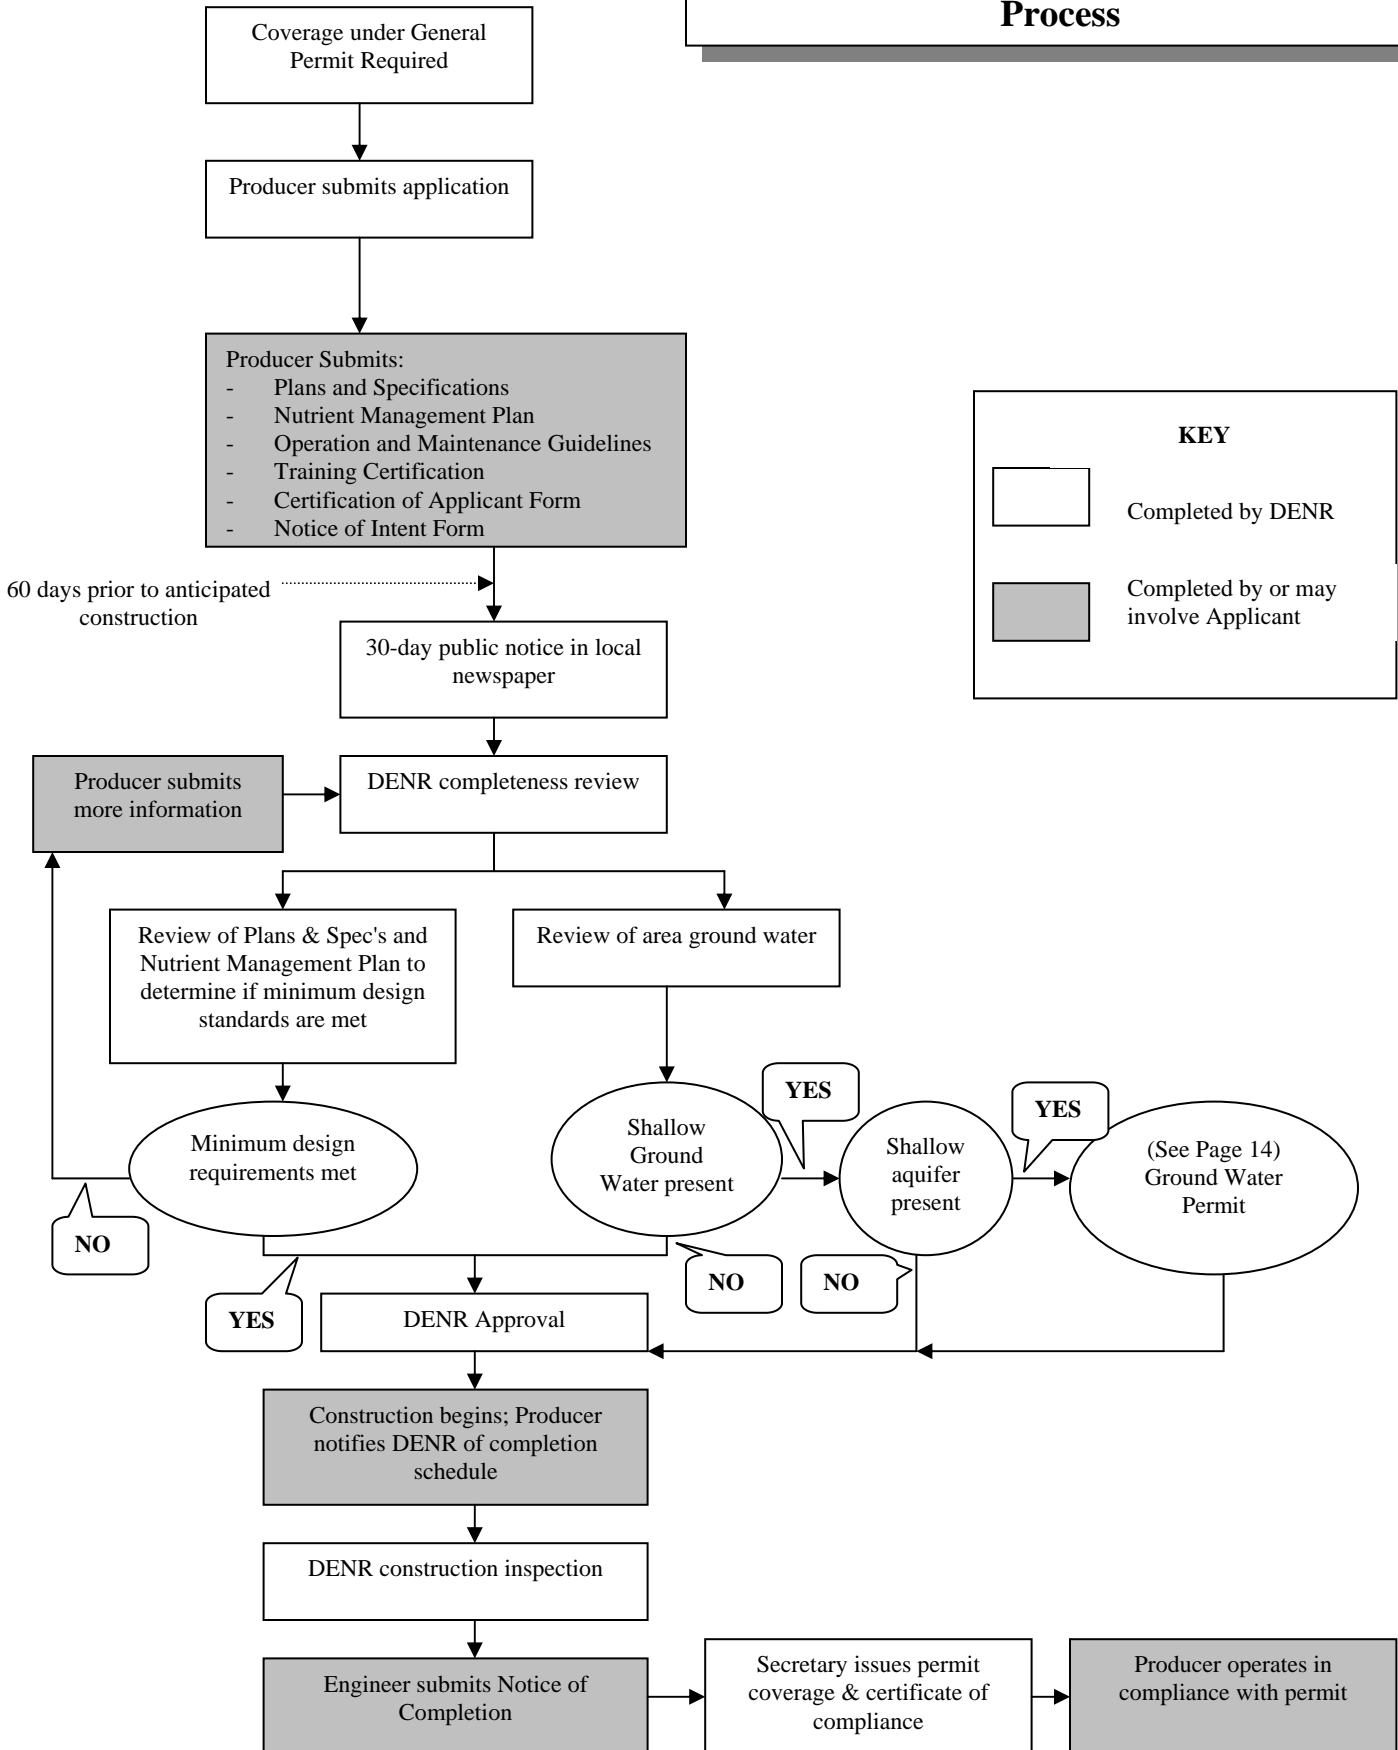 Process
Coverage under General
Permit Required
Producer submits application
Producer Submits:
- Plans and Specifications
- Nutrient Management Plan
- Operation and Maintenance Guidelines
- Training Certification
- Certification of Applicant Form
- Notice of Intent Form
KEY
Completed by DENR
Completed by or may
involve Applicant
60 days prior to anticipated
construction
30-day public notice in local
newspaper
Producer submits
more information
DENR completeness review
Review of Plans & Spec's and
Nutrient Management Plan to
determine if minimum design
standards are met
Review of area ground water
Minimum design
requirements met
Shallow
Ground
Water present
YES
Shallow
aquifer
present
YES
(See Page 14)
Ground Water
Permit
NO
YES
NO
NO
DENR Approval
Construction begins; Producer
notifies DENR of completion
schedule
DENR construction inspection
Engineer submits Notice of
Completion
Secretary issues permit
coverage & certificate of
compliance
Producer operates in
compliance with permit